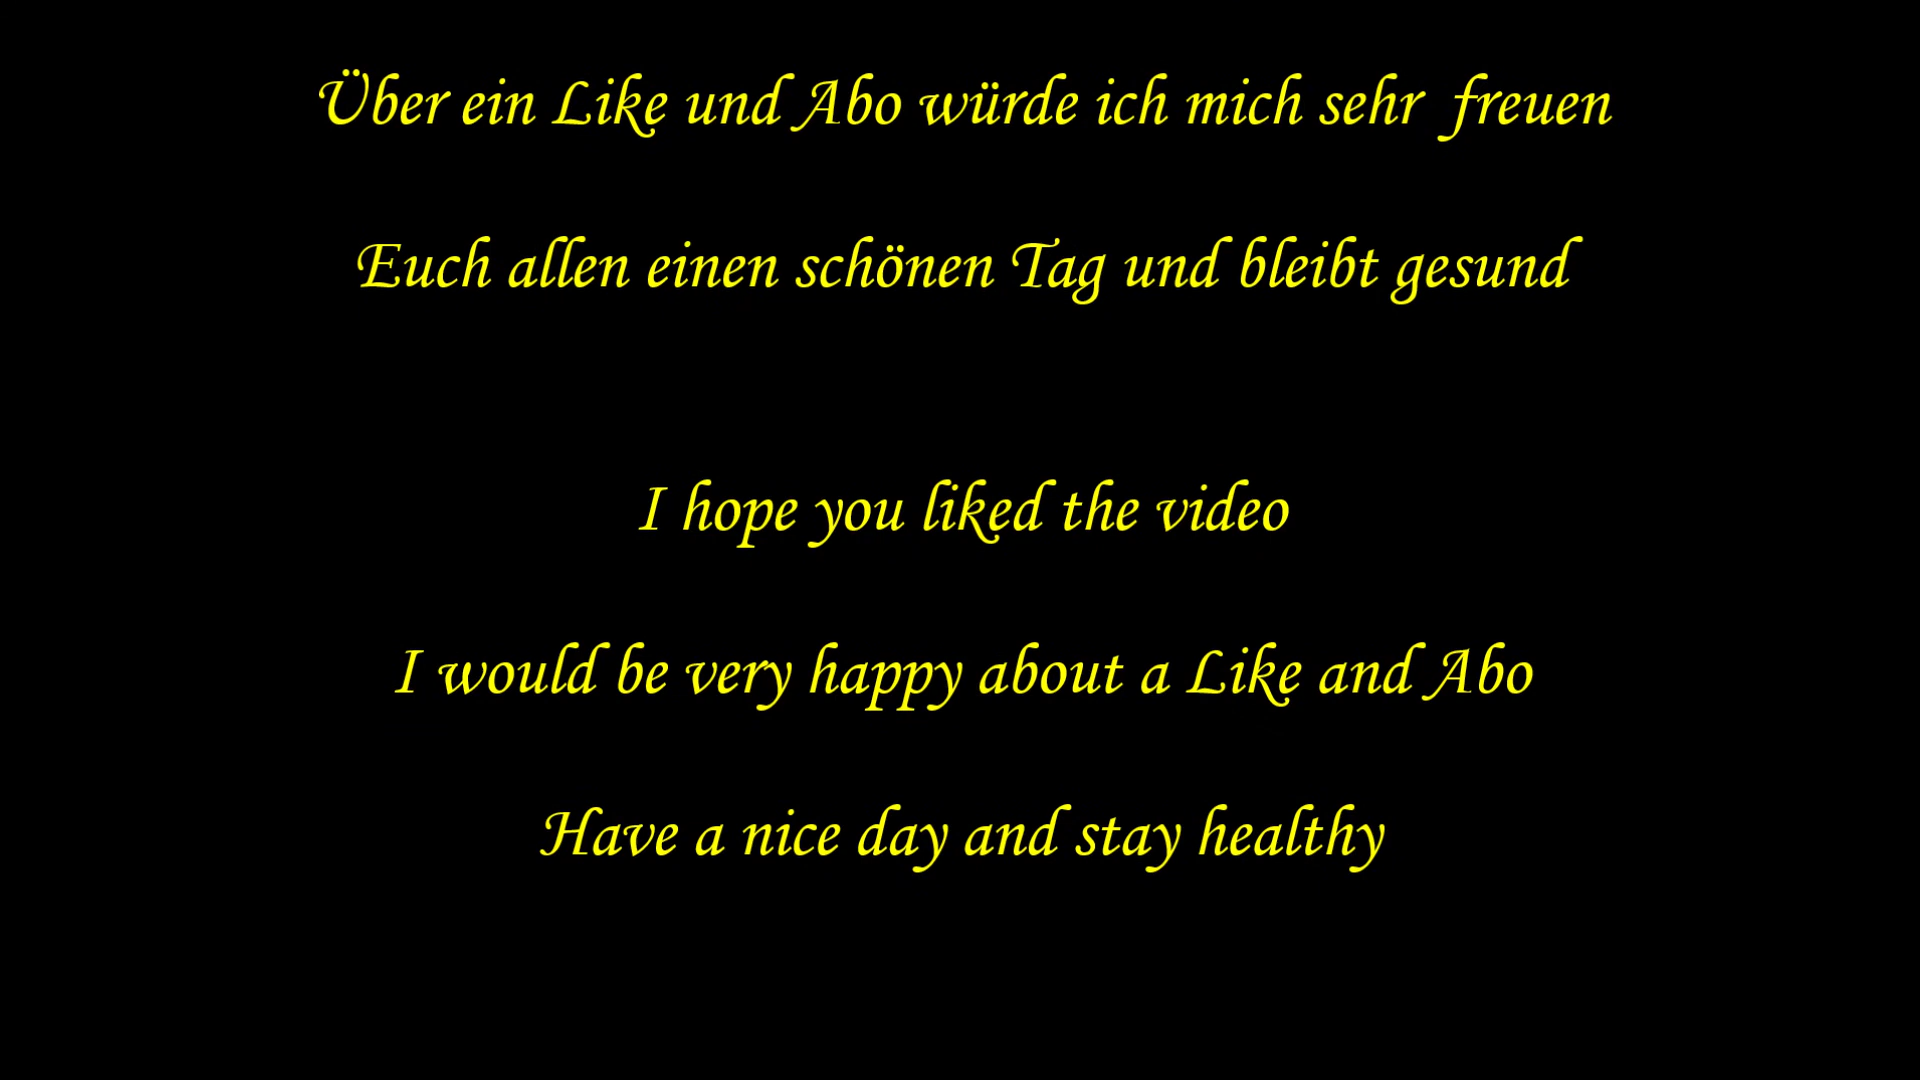 Über ein Like und Abo würde ich mich sehr freuen
Euch allen einen schönen Tag und bleibt gesund
I hope you liked the video
I would be very happy about a Like and Abo
Have a nice day and stay healthy